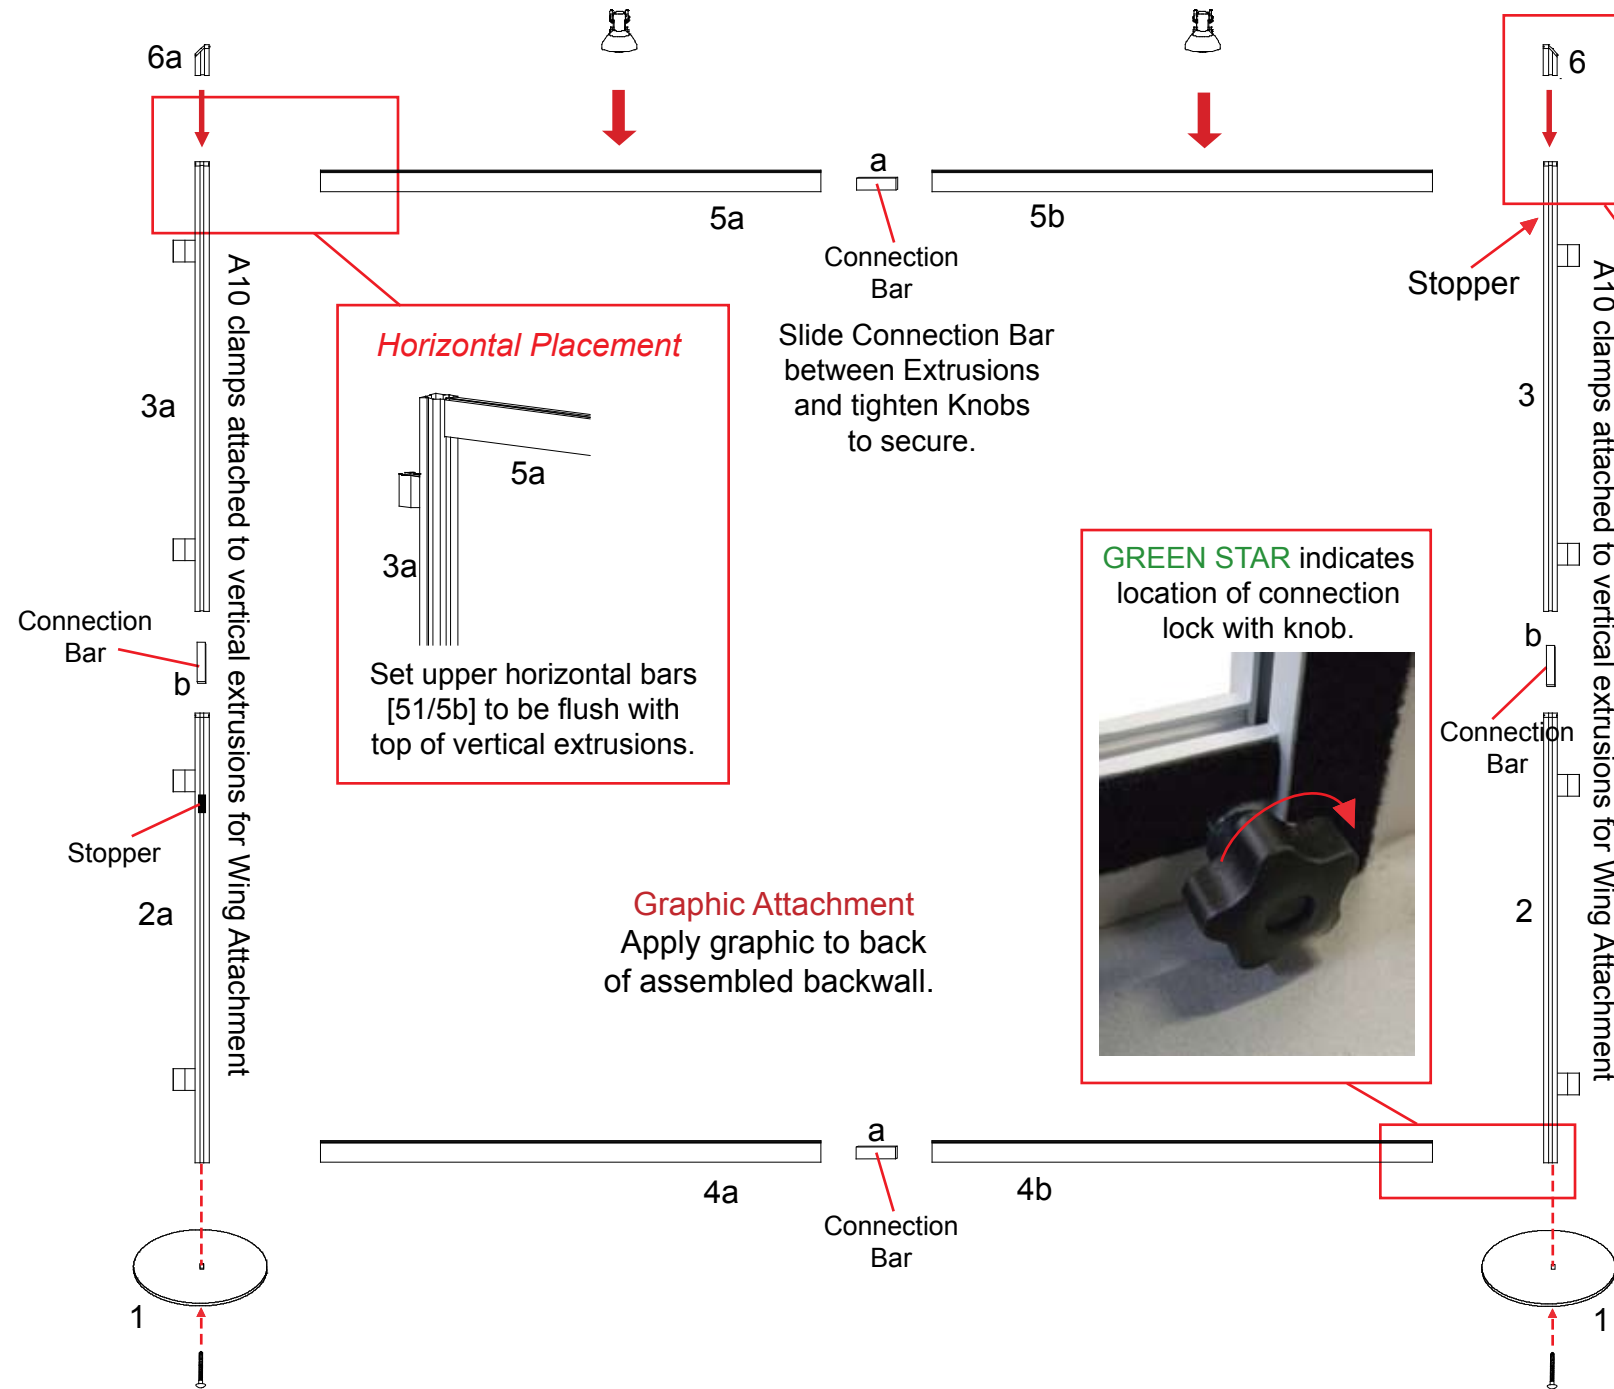 6a
6
a
5a
5b
Connection
Bar
Stopper
A10 clamps attached to vertical extrusions for Wing Attachment
Horizontal Placement
5a
3a
Set upper horizontal bars
[51/5b] to be flush with
top of vertical extrusions.
Slide Connection Bar
between Extrusions
and tighten Knobs
to secure.
3a
3
A10 clamps attached to vertical extrusions for Wing Attachment
GREEN STAR indicates
location of connection
lock with knob.
Connection
Bar
b
b
Connection
Bar
Stopper
2a
2
Graphic Attachment
Apply graphic to back
of assembled backwall.
a
4a
4b
Connection
Bar
1
1